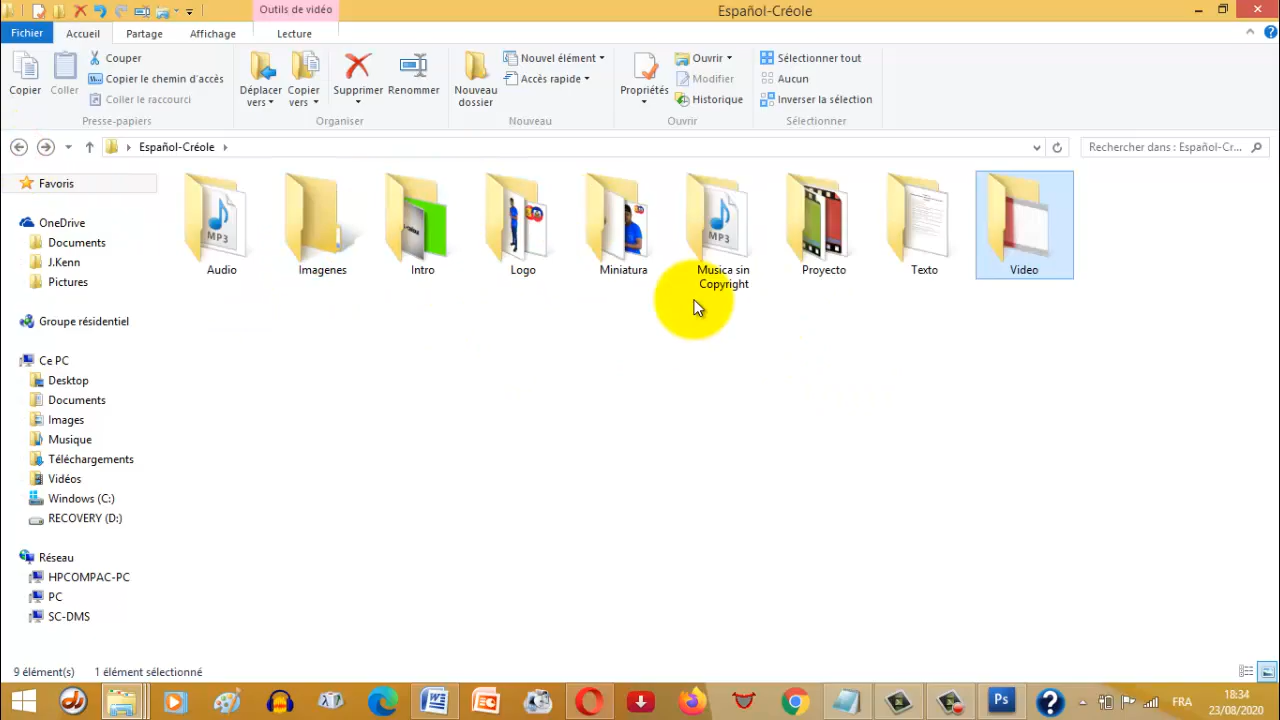 Outils de vidéo
Español-Créole
Fichier Accueil Partage Affichage Lecture
Copier
Coller
Couper
Copier le chemin d'accès
Coller le raccourci
Presse-papiers
Déplacer vers
Copier vers
Supprimer
Renommer
Organiser
Nouveau dossier
Nouvel élément
Accès rapide
Nouveau
Propriétés
Ouvrir
Modifier
Historique
Ouvrir
Sélectionner tout
Aucun
Inverser la sélection
Sélectionner
Español-Créole
Rechercher dans : Español-Cr...
Favoris
OneDrive
Documents
J.Kenn
Pictures
Groupe résidentiel
Ce PC
Desktop
Documents
Images
Musique
Téléchargements
Vidéos
Windows (C:)
RECOVERY (D:)
Réseau
HPCOMPAC-PC
PC
SC-DMS
MP3
Audio
Imagenes
Intro
Logo
Miniatura
MP3
Musica sin
Copyright
Proyecto
Texto
Video
9 élément(s) 1 élément sélectionné
Ps
FR
18:34
23/08/2020